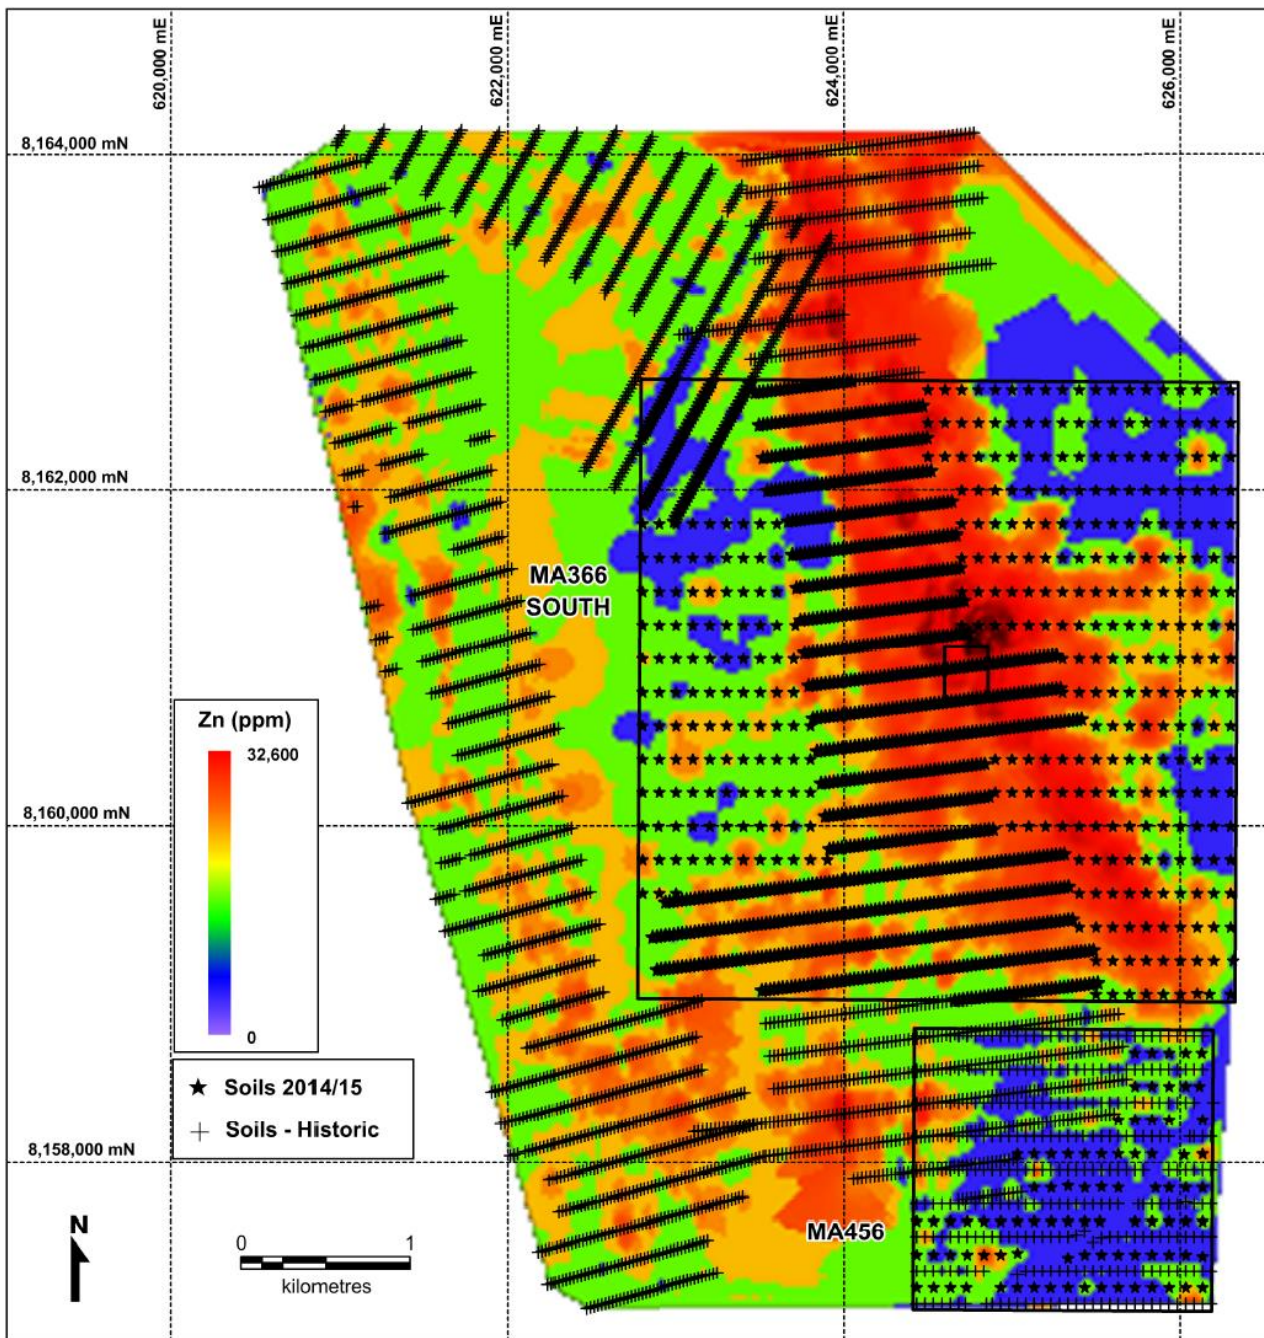 620,000 mE
622,000 mE
624,000 mE
626,000 mE
8,164,000 mN
8,162,000 mN
MA366
SOUTH
Zn (ppm)
32,600
0
8,160,000 mN
Soils 2014/15
Soils - Historic
8,158,000 mN
MA456
N
0
1
kilometres